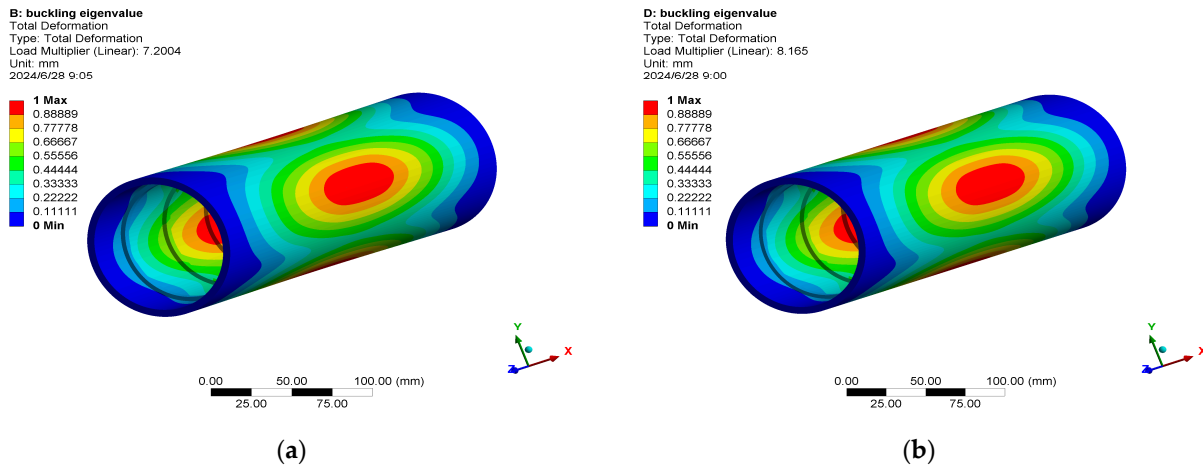 B: buckling eigenvalue
Total Deformation
Type: Total Deformation
Load Multiplier (Linear): 7.2004
Unit: mm
2024/6/28 9:05
1 Max
0.88889
0.77778
0.66667
0.55556
0.44444
0.33333
0.22222
0.11111
0 Min
Y
X
Z
0.00 50.00 100.00 (mm)
25.00 75.00
(a)
D: buckling eigenvalue
Total Deformation
Type: Total Deformation
Load Multiplier (Linear): 8.165
Unit: mm
2024/6/28 9:00
1 Max
0.88889
0.77778
0.66667
0.55556
0.44444
0.33333
0.22222
0.11111
0 Min
Y
X
Z
0.00 50.00 100.00 (mm)
25.00 75.00
(b)